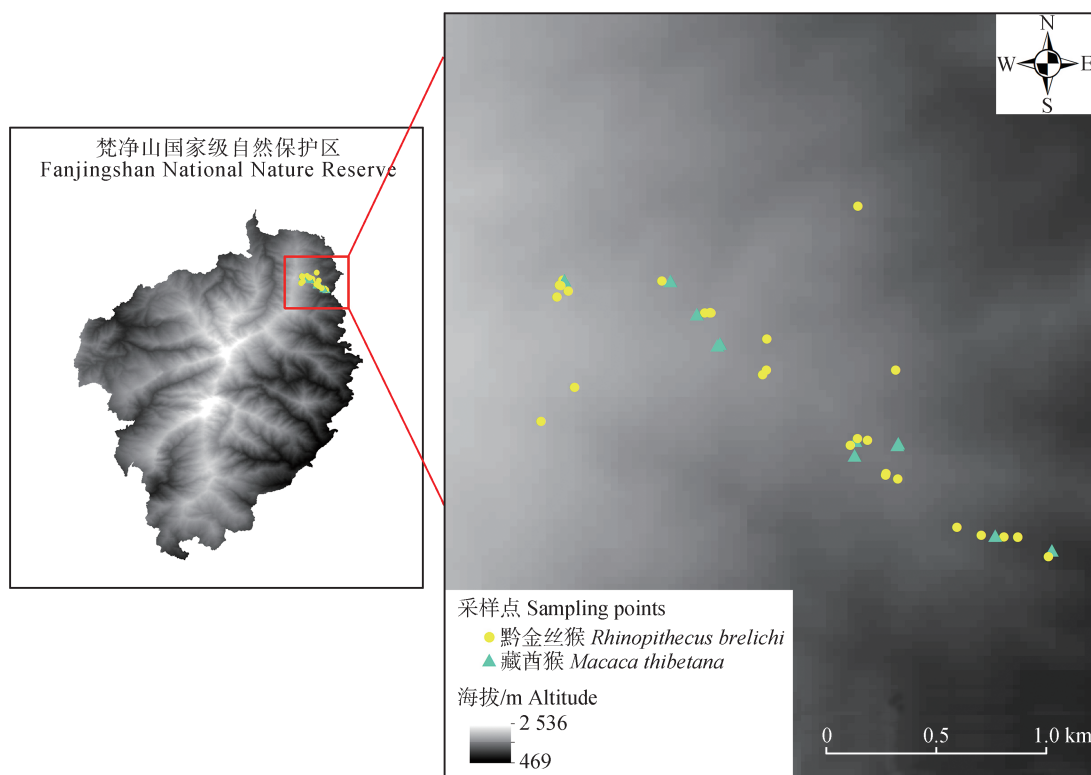 梵净山国家级自然保护区
Fanjingshan National Nature Reserve
N
W
E
S
采样点 Sampling points
黔金丝猴 Rhinopithecus brelichi
藏酋猴 Macaca thibetana
海拔/m Altitude
2 536
469
0 0.5 1.0 km